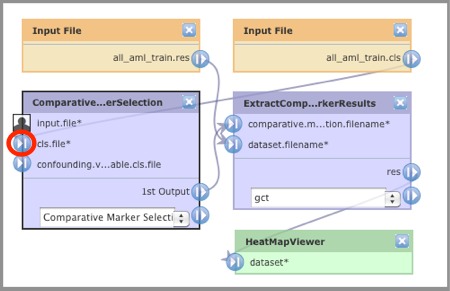 Input File
all_aml_train.res
Input File
all_aml_train.cls
Comparative...erSelection
input.file*
cls.file*
confounding.v...able.cls.file
1st Output
Comparative Marker Selecti
ExtractComp...rkerResults
comparative.m...tion.filename*
dataset.filename*
res
gct
HeatMapViewer
dataset*